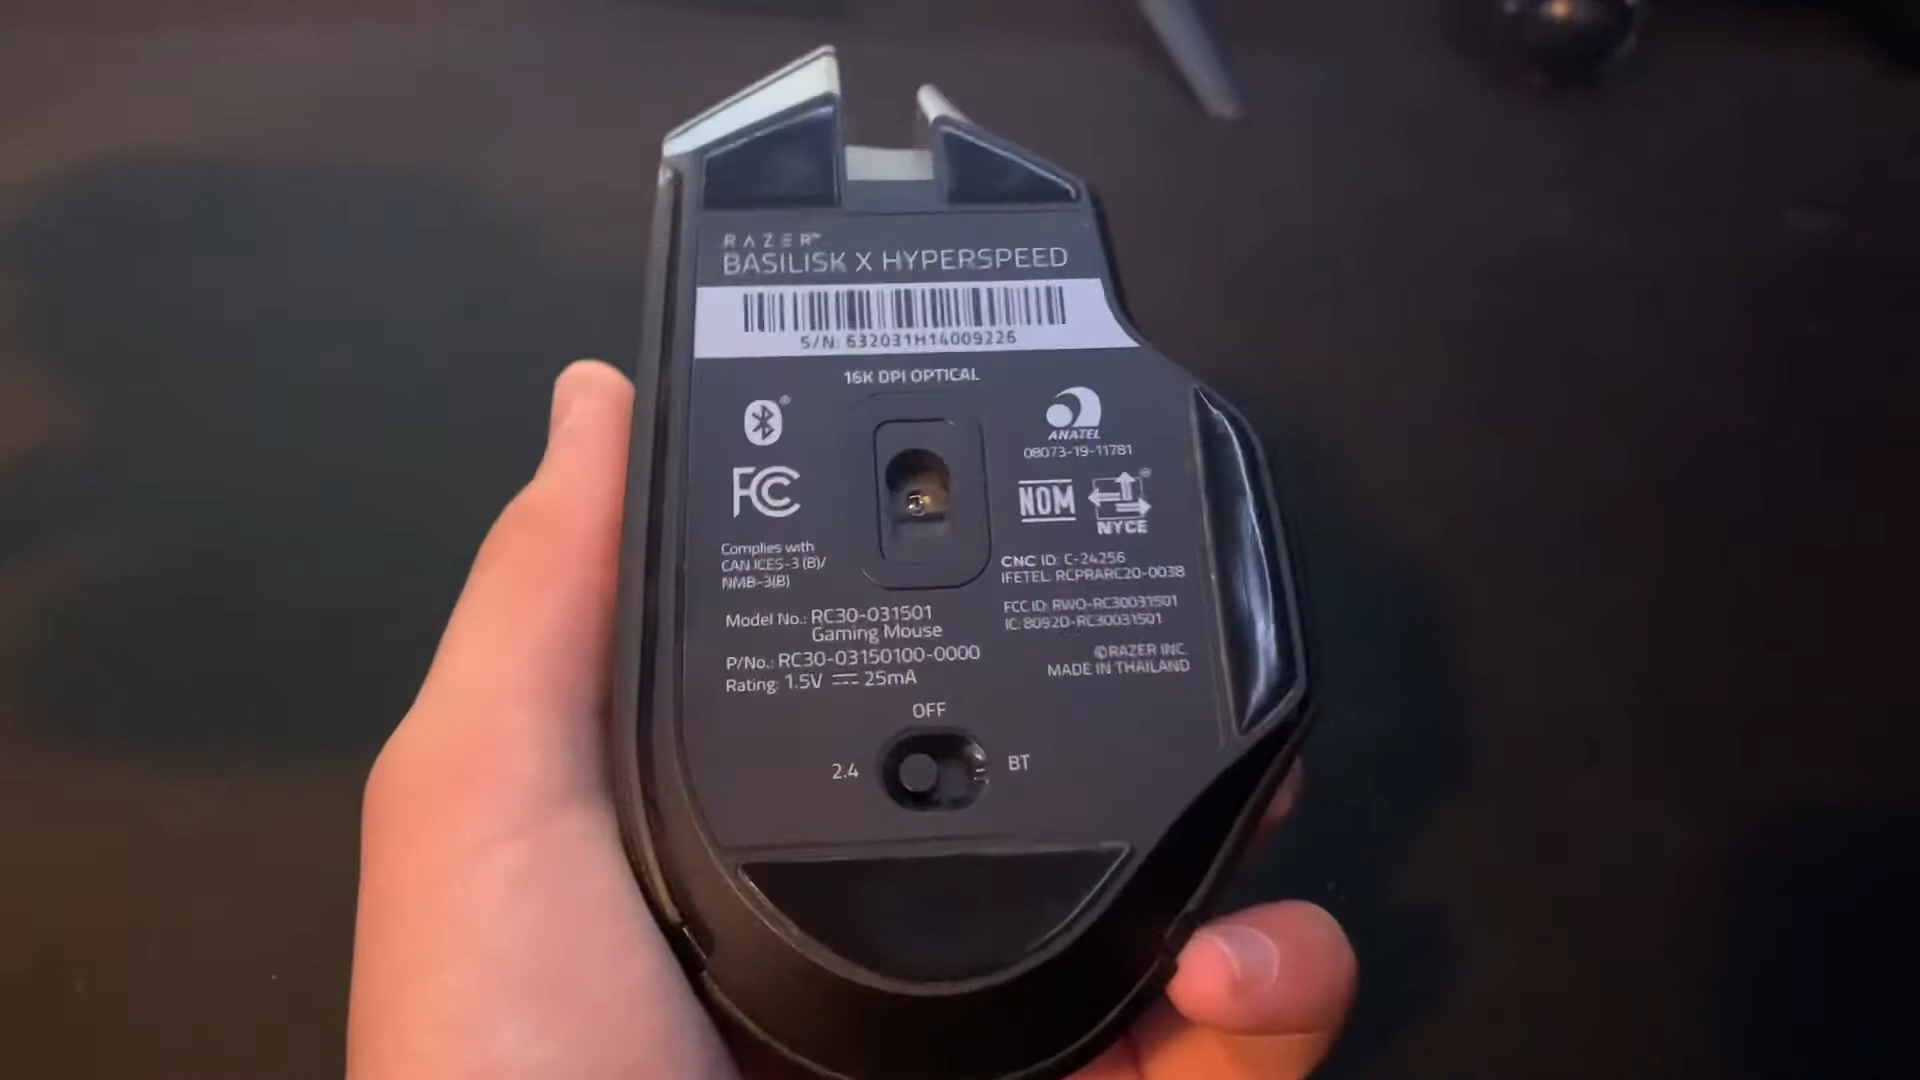 RAZER™
BASILISK X HYPERSPEED
S/N: 632031H14009226
16K DPI OPTICAL
ANATEL
08073-19-11781
FC
NOM
NYCE
Complies with
CAN ICES-3 (B)/
NMB-3(B)
CNC ID: C-24256
IFETEL: RCPRARC20-0038
FCC ID: RWO-RC30031501
IC: 8092D-RC30031501
Model No.: RC30-031501
Gaming Mouse
P/No.: RC30-03150100-0000
Rating: 1.5V ⎓ 25mA
©RAZER INC.
MADE IN THAILAND
OFF
2.4
BT